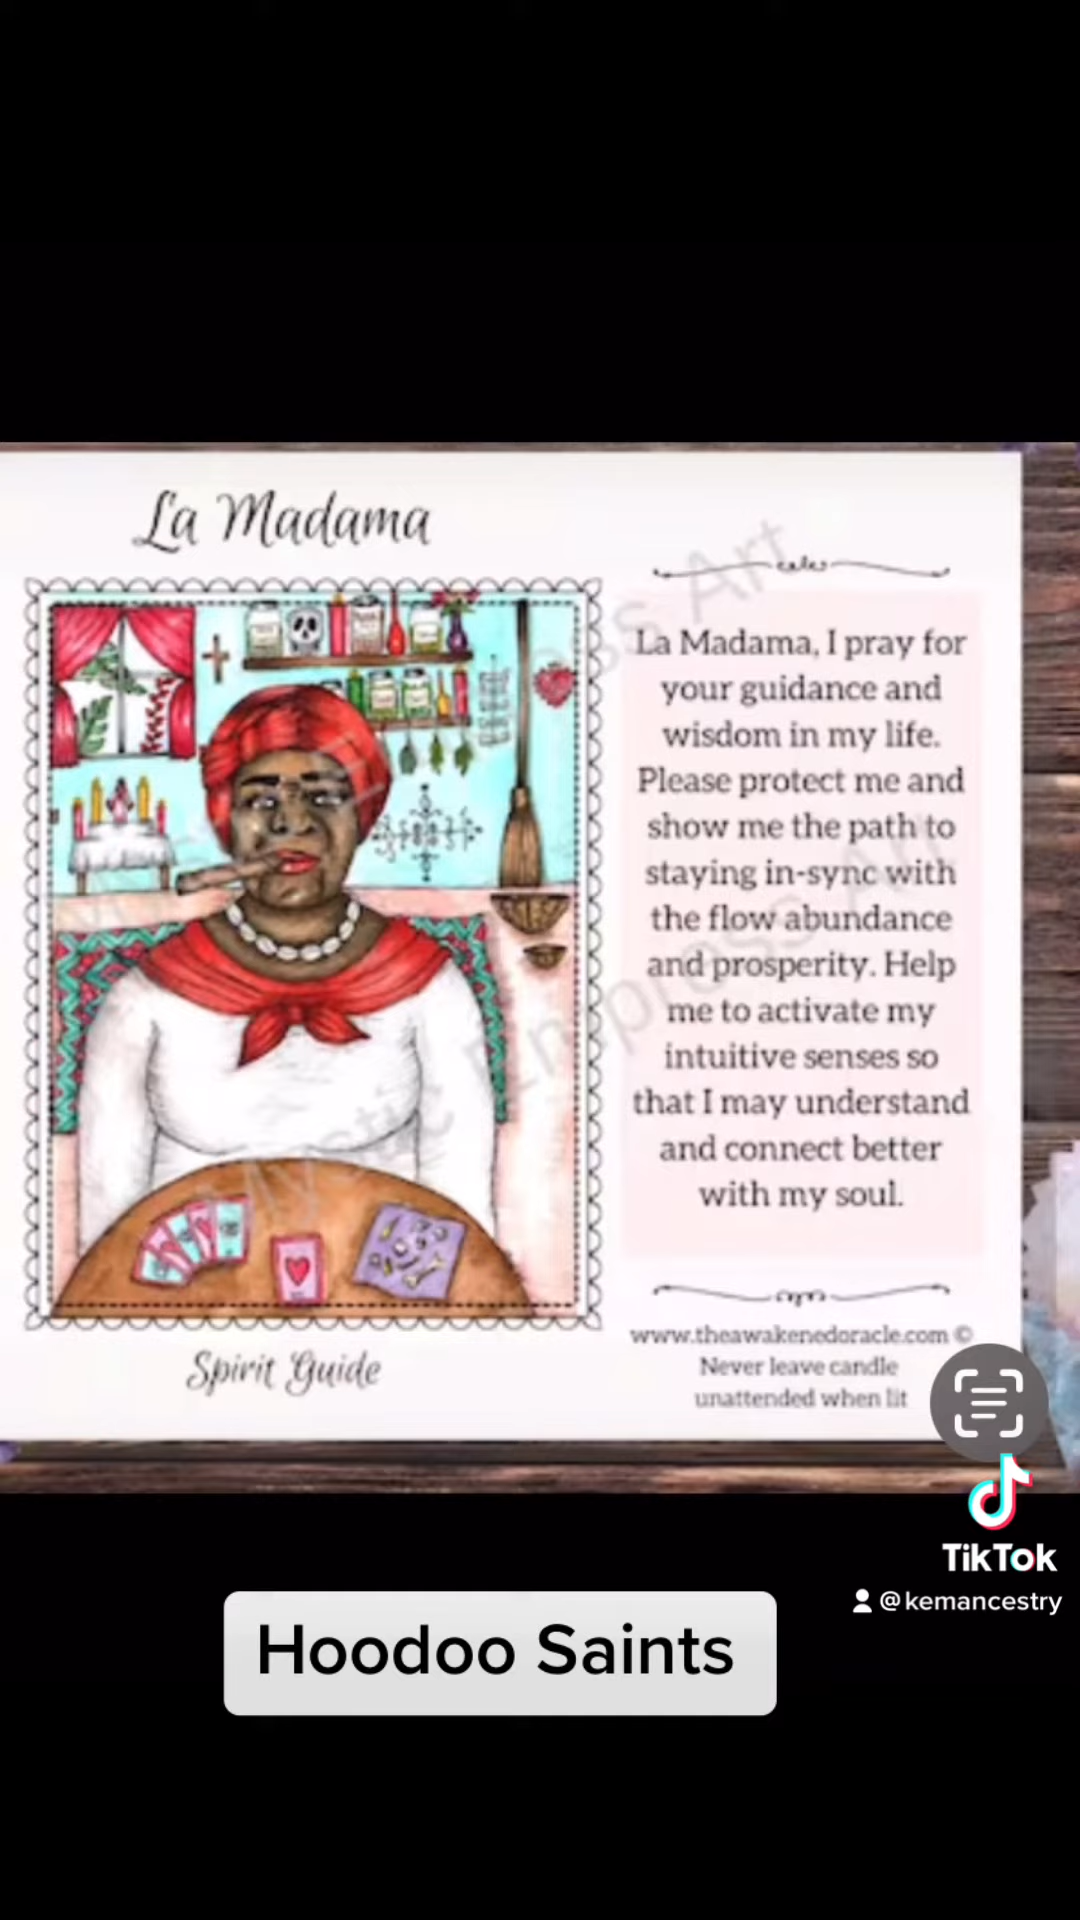 La Madama
La Madama, I pray for
your guidance and
wisdom in my life.
Please protect me and
show me the path to
staying in-sync with
the flow abundance
and prosperity. Help
me to activate my
intuitive senses so
that I may understand
and connect better
with my soul.
www.theawakenedoracle.com ©
Never leave candle
unattended when lit
Spirit Guide
Mystic Empress Art
TikTok
@kemancestry
Hoodoo Saints